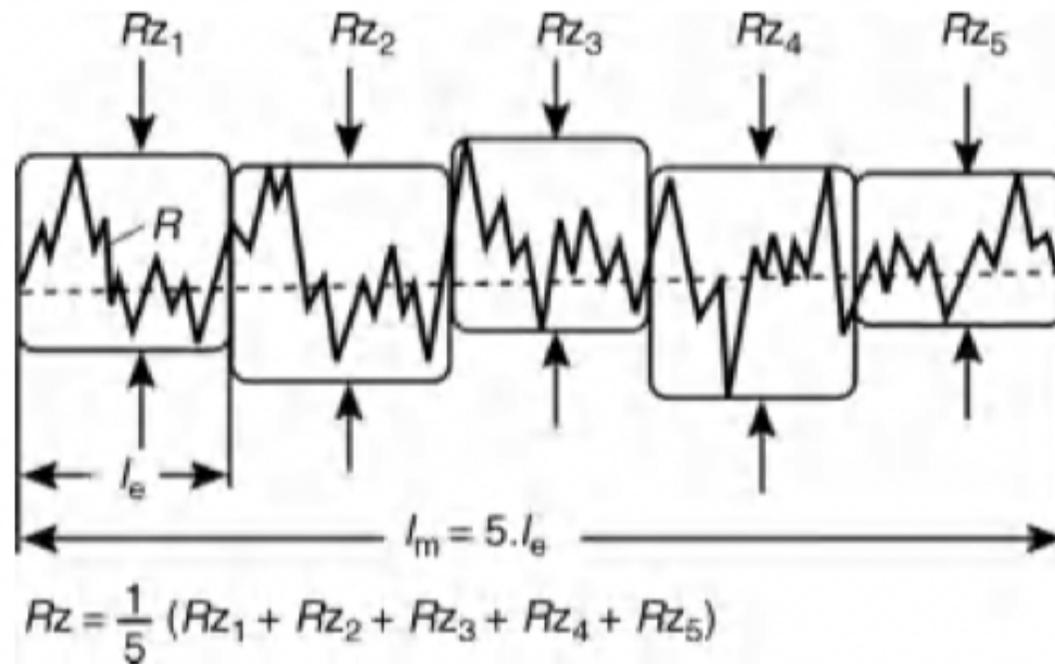 Rz₁ Rz₂ Rz₃ Rz₄ Rz₅
R
lₑ
lₘ = 5.lₑ
Rz = 1/5 (Rz₁ + Rz₂ + Rz₃ + Rz₄ + Rz₅)